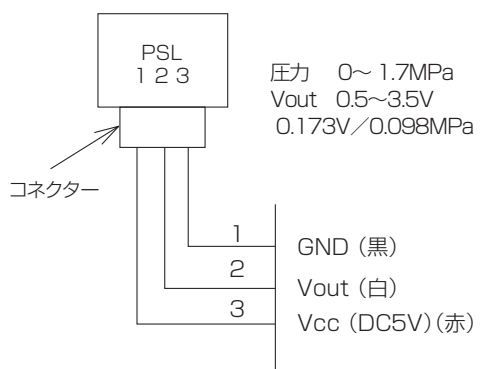 PSL
1 2 3
圧力 0～1.7MPa
Vout 0.5～3.5V
0.173V／0.098MPa
コネクター
1
GND（黒）
2
Vout（白）
3
Vcc（DC5V）（赤）